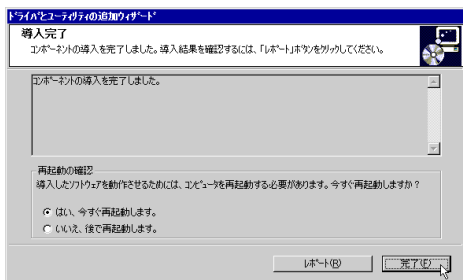 ﾄﾞﾗｲﾊﾞとﾕｰﾃｨﾘﾃｨの追加ｳｨｻﾞｰﾄﾞ
導入完了
ｺﾝﾎﾟｰﾈﾝﾄの導入を完了しました。導入結果を確認するには、「ﾚﾎﾟｰﾄ」ﾎﾞﾀﾝをｸﾘｯｸしてください。
ｺﾝﾎﾟｰﾈﾝﾄの導入を完了しました。
再起動の確認
導入したｿﾌﾄｳｪｱを動作させるためには、ｺﾝﾋﾟｭｰﾀを再起動する必要があります。今すぐ再起動しますか？
はい、今すぐ再起動します。
いいえ、後で再起動します。
ﾚﾎﾟｰﾄ(R)
完了(F)